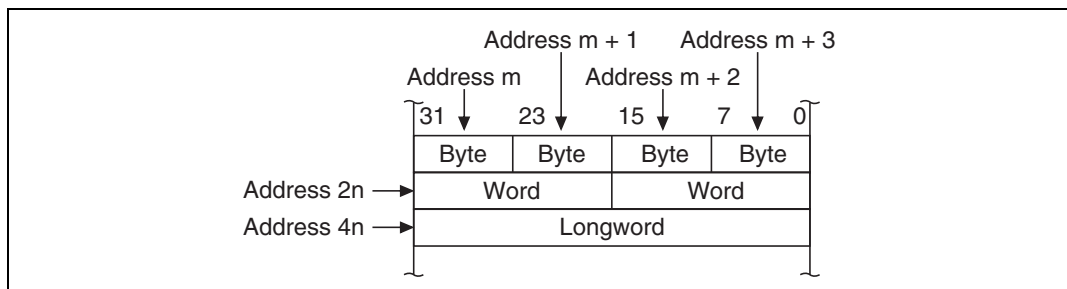 Address m + 1 Address m + 3
Address m Address m + 2
31 23 15 7 0
Byte Byte Byte Byte
Address 2n Word Word
Address 4n Longword